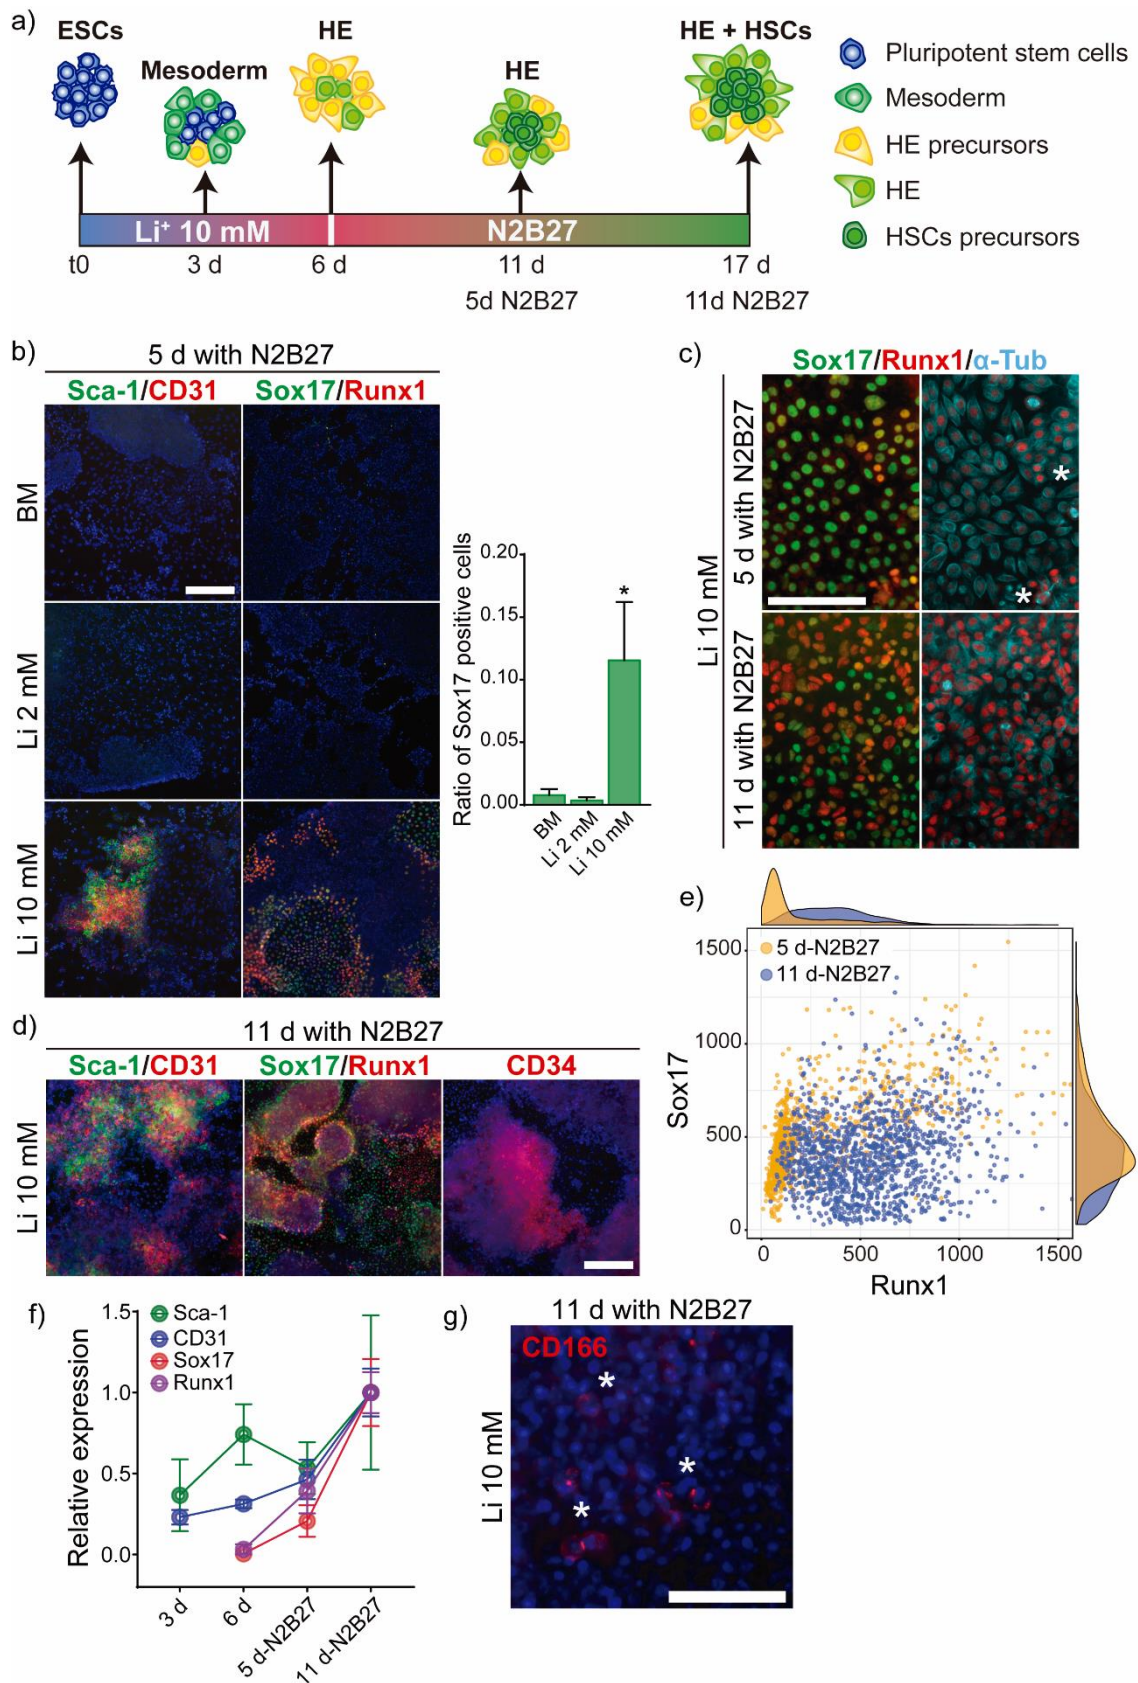 a)
ESCs
Mesoderm
HE
HE
HE + HSCs
Pluripotent stem cells
Mesoderm
HE precursors
HE
HSCs precursors
Li⁺ 10 mM
N2B27
t0
3 d
6 d
11 d
17 d
5d N2B27
11d N2B27
b)
5 d with N2B27
Sca-1/CD31
Sox17/Runx1
BM
Li 2 mM
Li 10 mM
Ratio of Sox17 positive cells
0.20
0.15
0.10
0.05
0.00
*
BM
Li 2 mM
Li 10 mM
c)
Sox17/Runx1/α-Tub
Li 10 mM
5 d with N2B27
11 d with N2B27
*
*
d)
11 d with N2B27
Sca-1/CD31
Sox17/Runx1
CD34
Li 10 mM
e)
5 d-N2B27
11 d-N2B27
Sox17
1500
1000
500
0
0
500
1000
1500
Runx1
f)
Sca-1
CD31
Sox17
Runx1
Relative expression
1.5
1.0
0.5
0.0
3 d
6 d
5 d-N2B27
11 d-N2B27
g)
11 d with N2B27
CD166
Li 10 mM
*
*
*